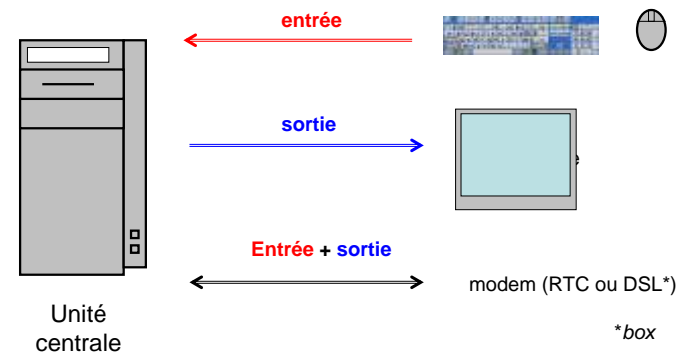 entrée
sortie
Entrée + sortie
modem (RTC ou DSL*)
*box
Unité
centrale